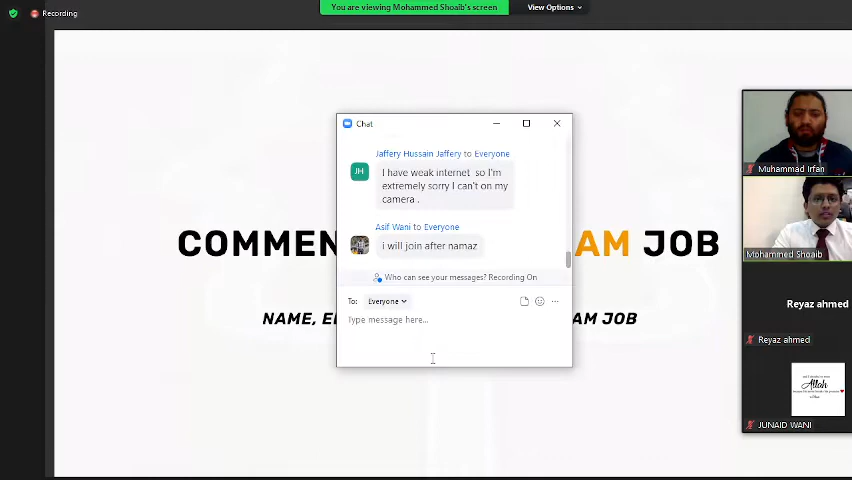 Recording
You are viewing Mohammed Shoaib's screen
View Options
Chat
Jaffery Hussain Jaffery to Everyone
JH
I have weak internet so I'm
extremely sorry I can't on my
camera .
Asif Wani to Everyone
i will join after namaz
Who can see your messages? Recording On
To: Everyone
Type message here...
COMMEN
AM JOB
NAME, E
AM JOB
Muhammad Irfan
Mohammed Shoaib
Reyaz ahmed
Reyaz ahmed
Allah
JUNAID WANI